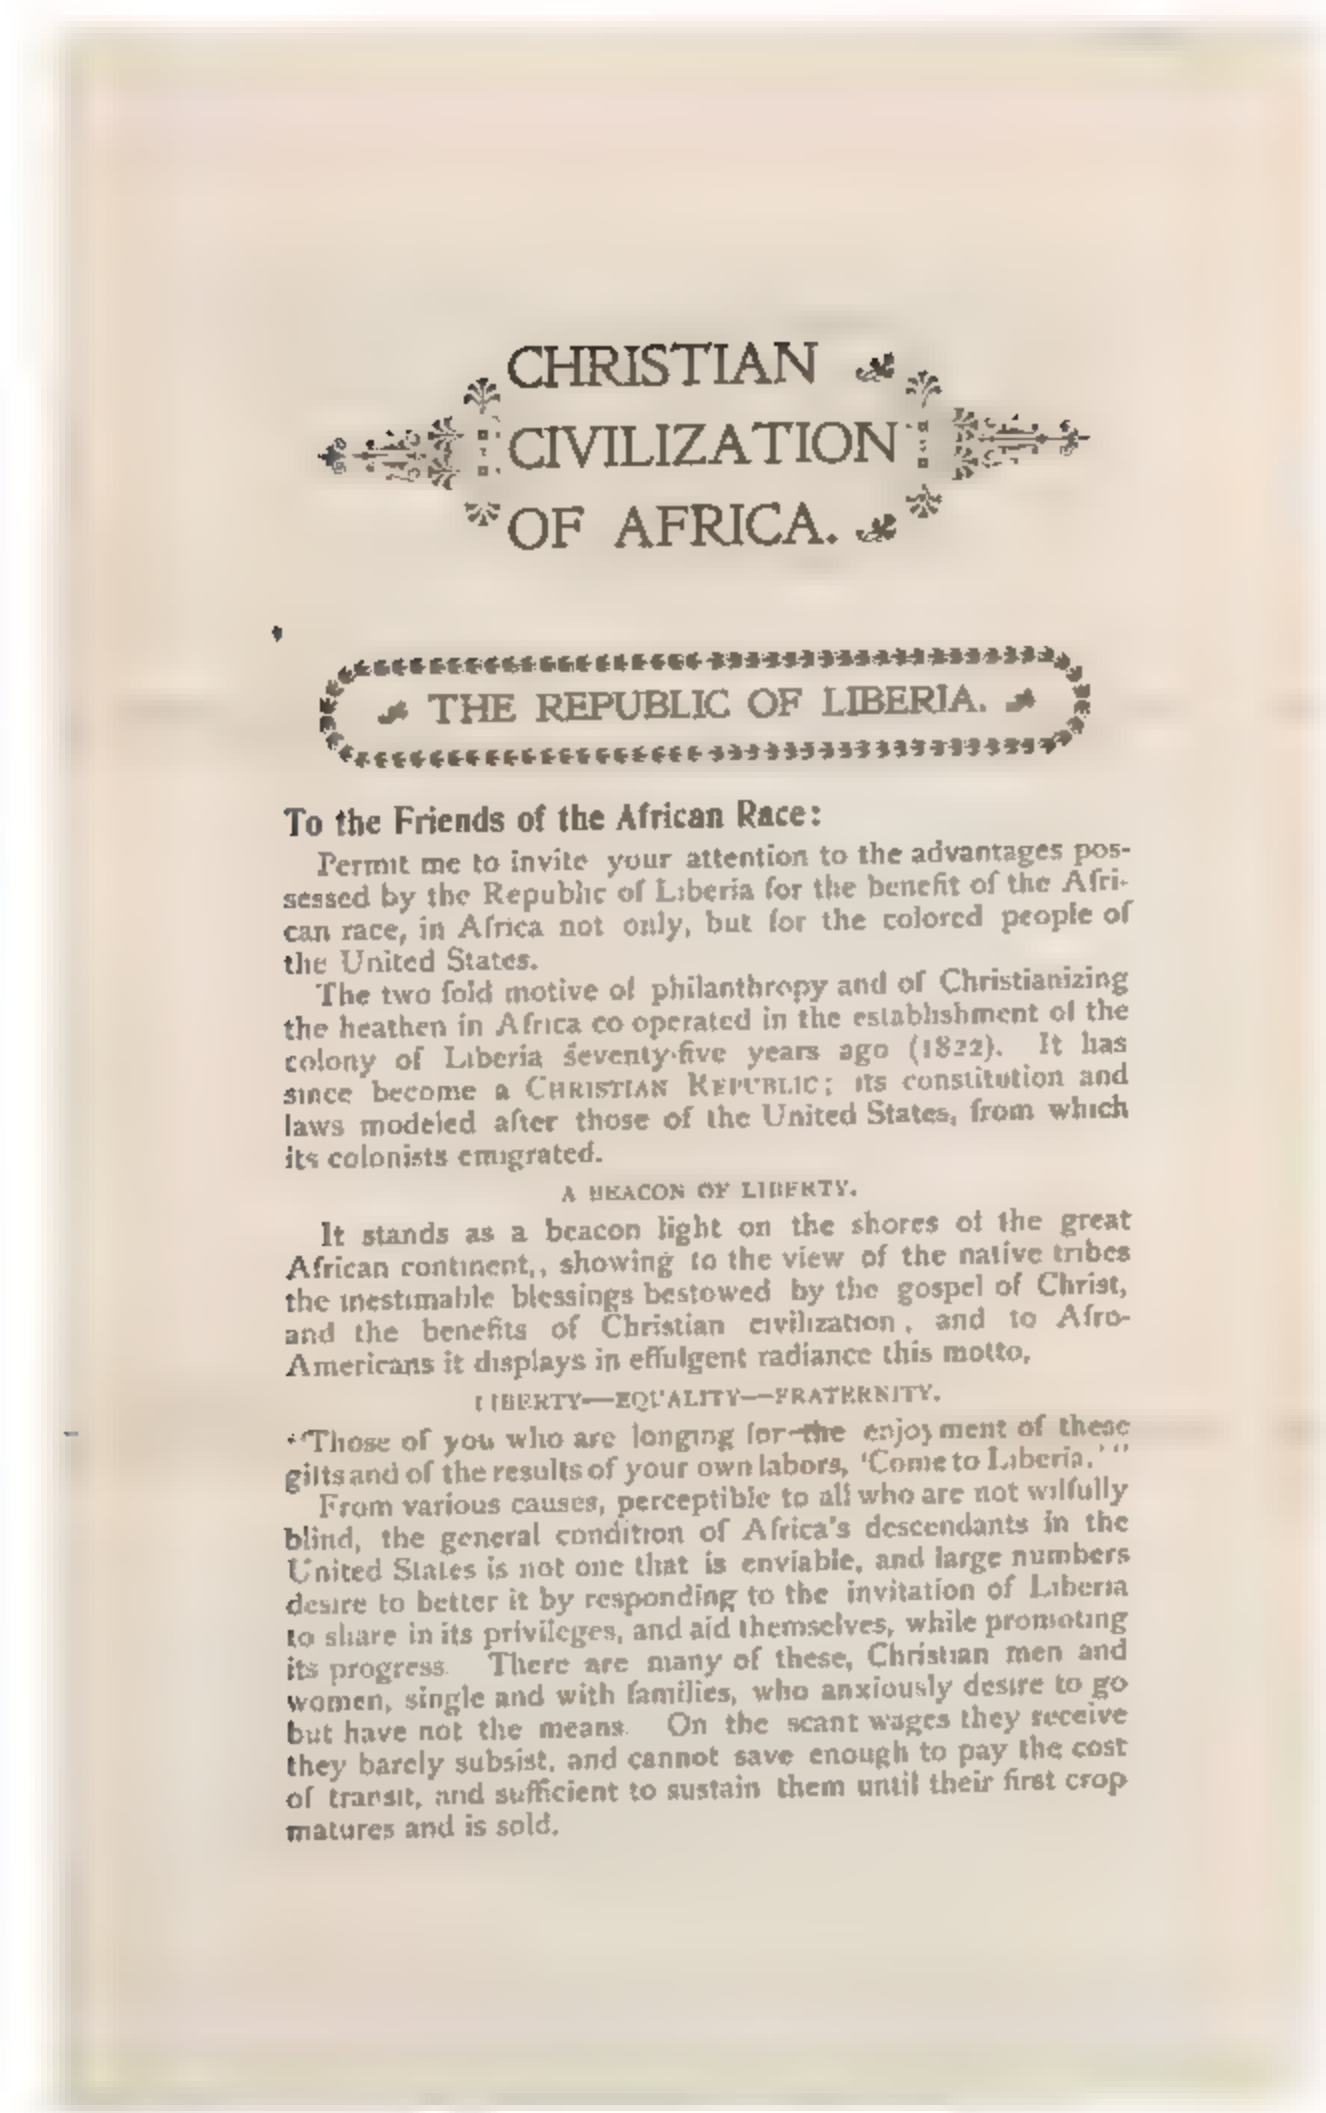 CHRISTIAN
CIVILIZATION
OF AFRICA.
THE REPUBLIC OF LIBERIA.
To the Friends of the African Race:
Permit me to invite your attention to the advantages pos-
sessed by the Republic of Liberia for the benefit of the Afri-
can race, in Africa not only, but for the colored people of
the United States.
The two fold motive of philanthropy and of Christianizing
the heathen in Africa co operated in the establishment of the
colony of Liberia seventy-five years ago (1822). It has
since become a CHRISTIAN REPUBLIC; its constitution and
laws modeled after those of the United States, from which
its colonists emigrated.
A BEACON OF LIBERTY.
It stands as a beacon light on the shores of the great
African continent,, showing to the view of the native tribes
the inestimable blessings bestowed by the gospel of Christ,
and the benefits of Christian civilization, and to Afro-
Americans it displays in effulgent radiance this motto,
LIBERTY—EQUALITY—FRATERNITY.
"Those of you who are longing for the enjoyment of these
gifts and of the results of your own labors, 'Come to Liberia.'"
From various causes, perceptible to all who are not wilfully
blind, the general condition of Africa's descendants in the
United States is not one that is enviable, and large numbers
desire to better it by responding to the invitation of Liberia
to share in its privileges, and aid themselves, while promoting
its progress. There are many of these, Christian men and
women, single and with families, who anxiously desire to go
but have not the means. On the scant wages they receive
they barely subsist, and cannot save enough to pay the cost
of transit, and sufficient to sustain them until their first crop
matures and is sold.